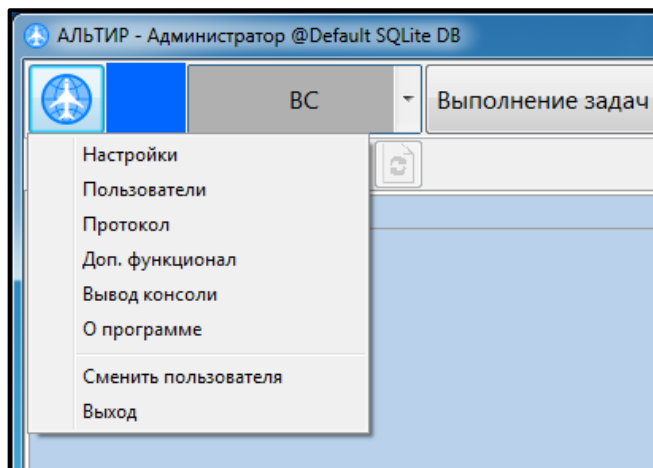 АЛЬТИР - Администратор @Default SQLite DB
ВС
Выполнение задач
Настройки
Пользователи
Протокол
Доп. функционал
Вывод консоли
О программе
Сменить пользователя
Выход